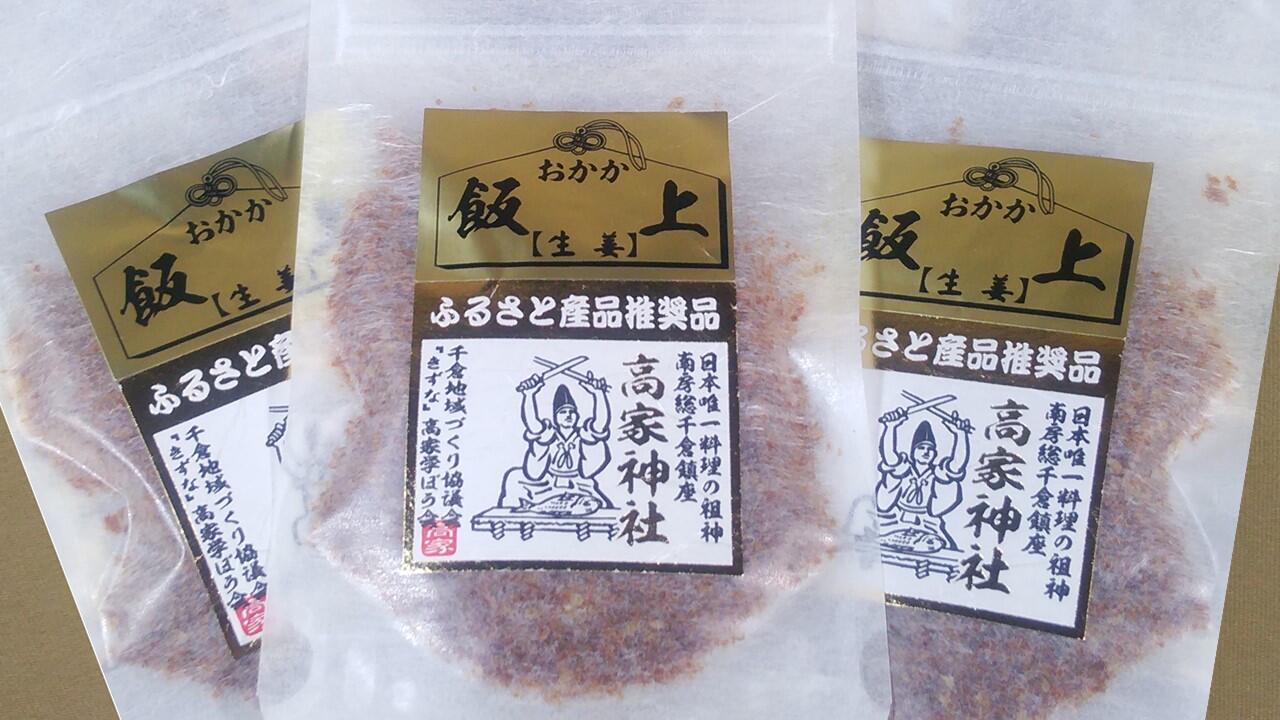 おかか
飯
【生
ふるさと産
千倉地域づくり協議会
『きずな』高家学ぼう会
高家
おかか
飯上
【生姜】
ふるさと産品推奨品
日本唯一料理の祖神
南房総千倉鎮座
高家神社
千倉地域づくり協議会
『きずな』高家学ぼう会
高家
おかか
飯上
【生姜】
るさと産品推奨品
日本唯一料理の祖神
南房総千倉鎮座
高家神社